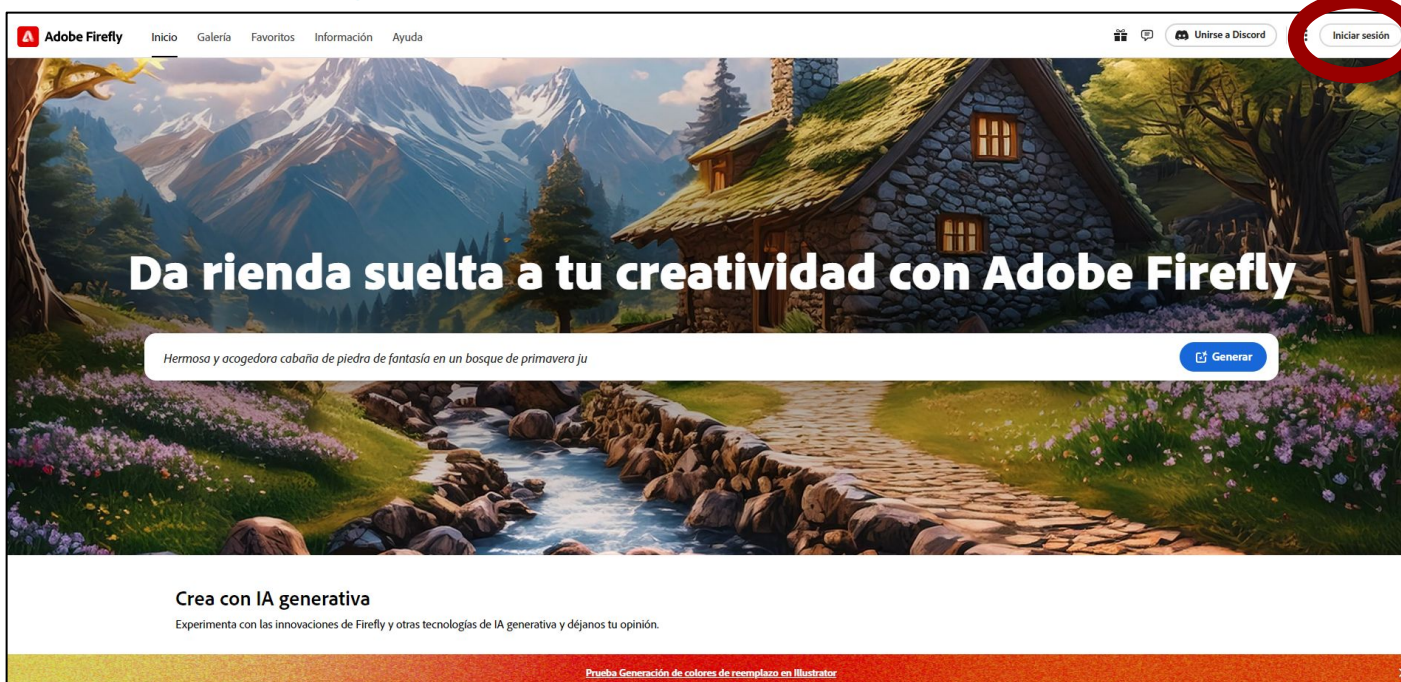 Adobe Firefly Inicio Galería Favoritos Información Ayuda Unirse a Discord Iniciar sesión
Da rienda suelta a tu creatividad con Adobe Firefly
Hermosa y acogedora cabaña de piedra de fantasía en un bosque de primavera ju Generar
Crea con IA generativa
Experimenta con las innovaciones de Firefly y otras tecnologías de IA generativa y déjanos tu opinión.
Prueba Generación de colores de reemplazo en Illustrator